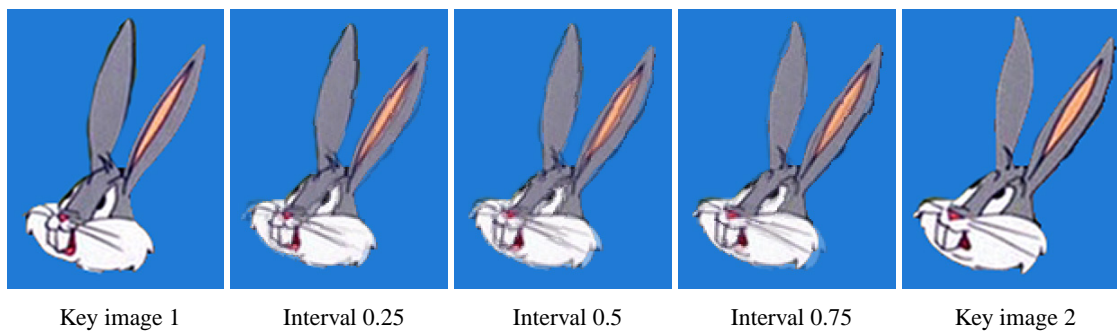 Key image 1
Interval 0.25
Interval 0.5
Interval 0.75
Key image 2